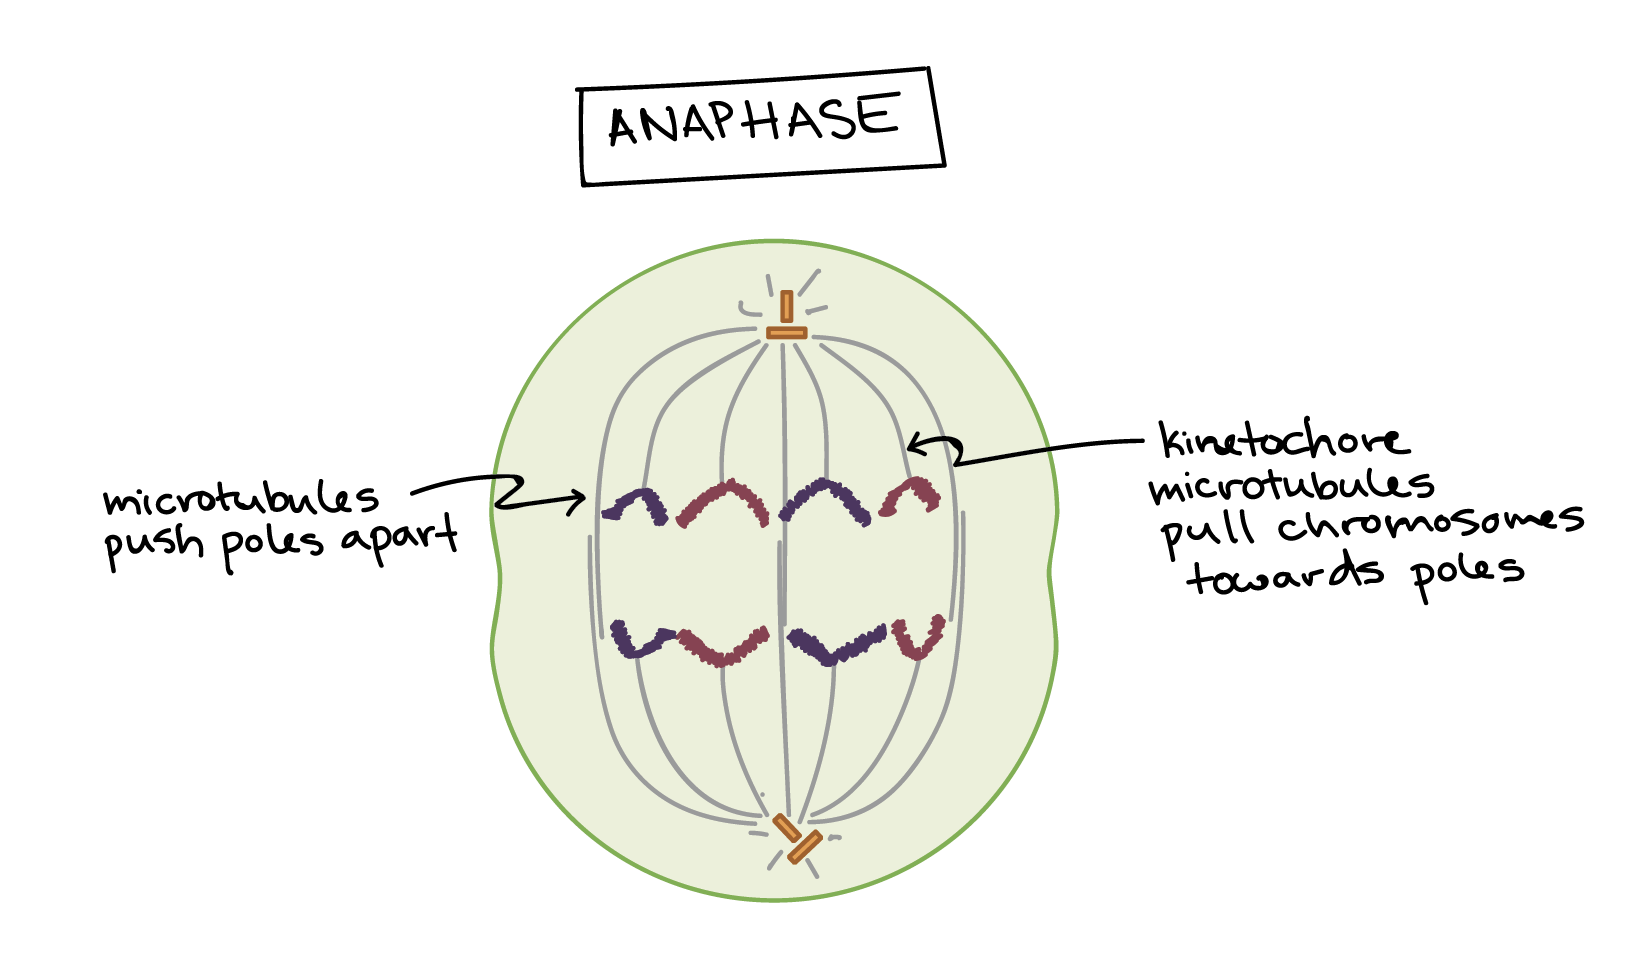 ANAPHASE
microtubules
push poles apart
kinetochore
microtubules
pull chromosomes
towards poles